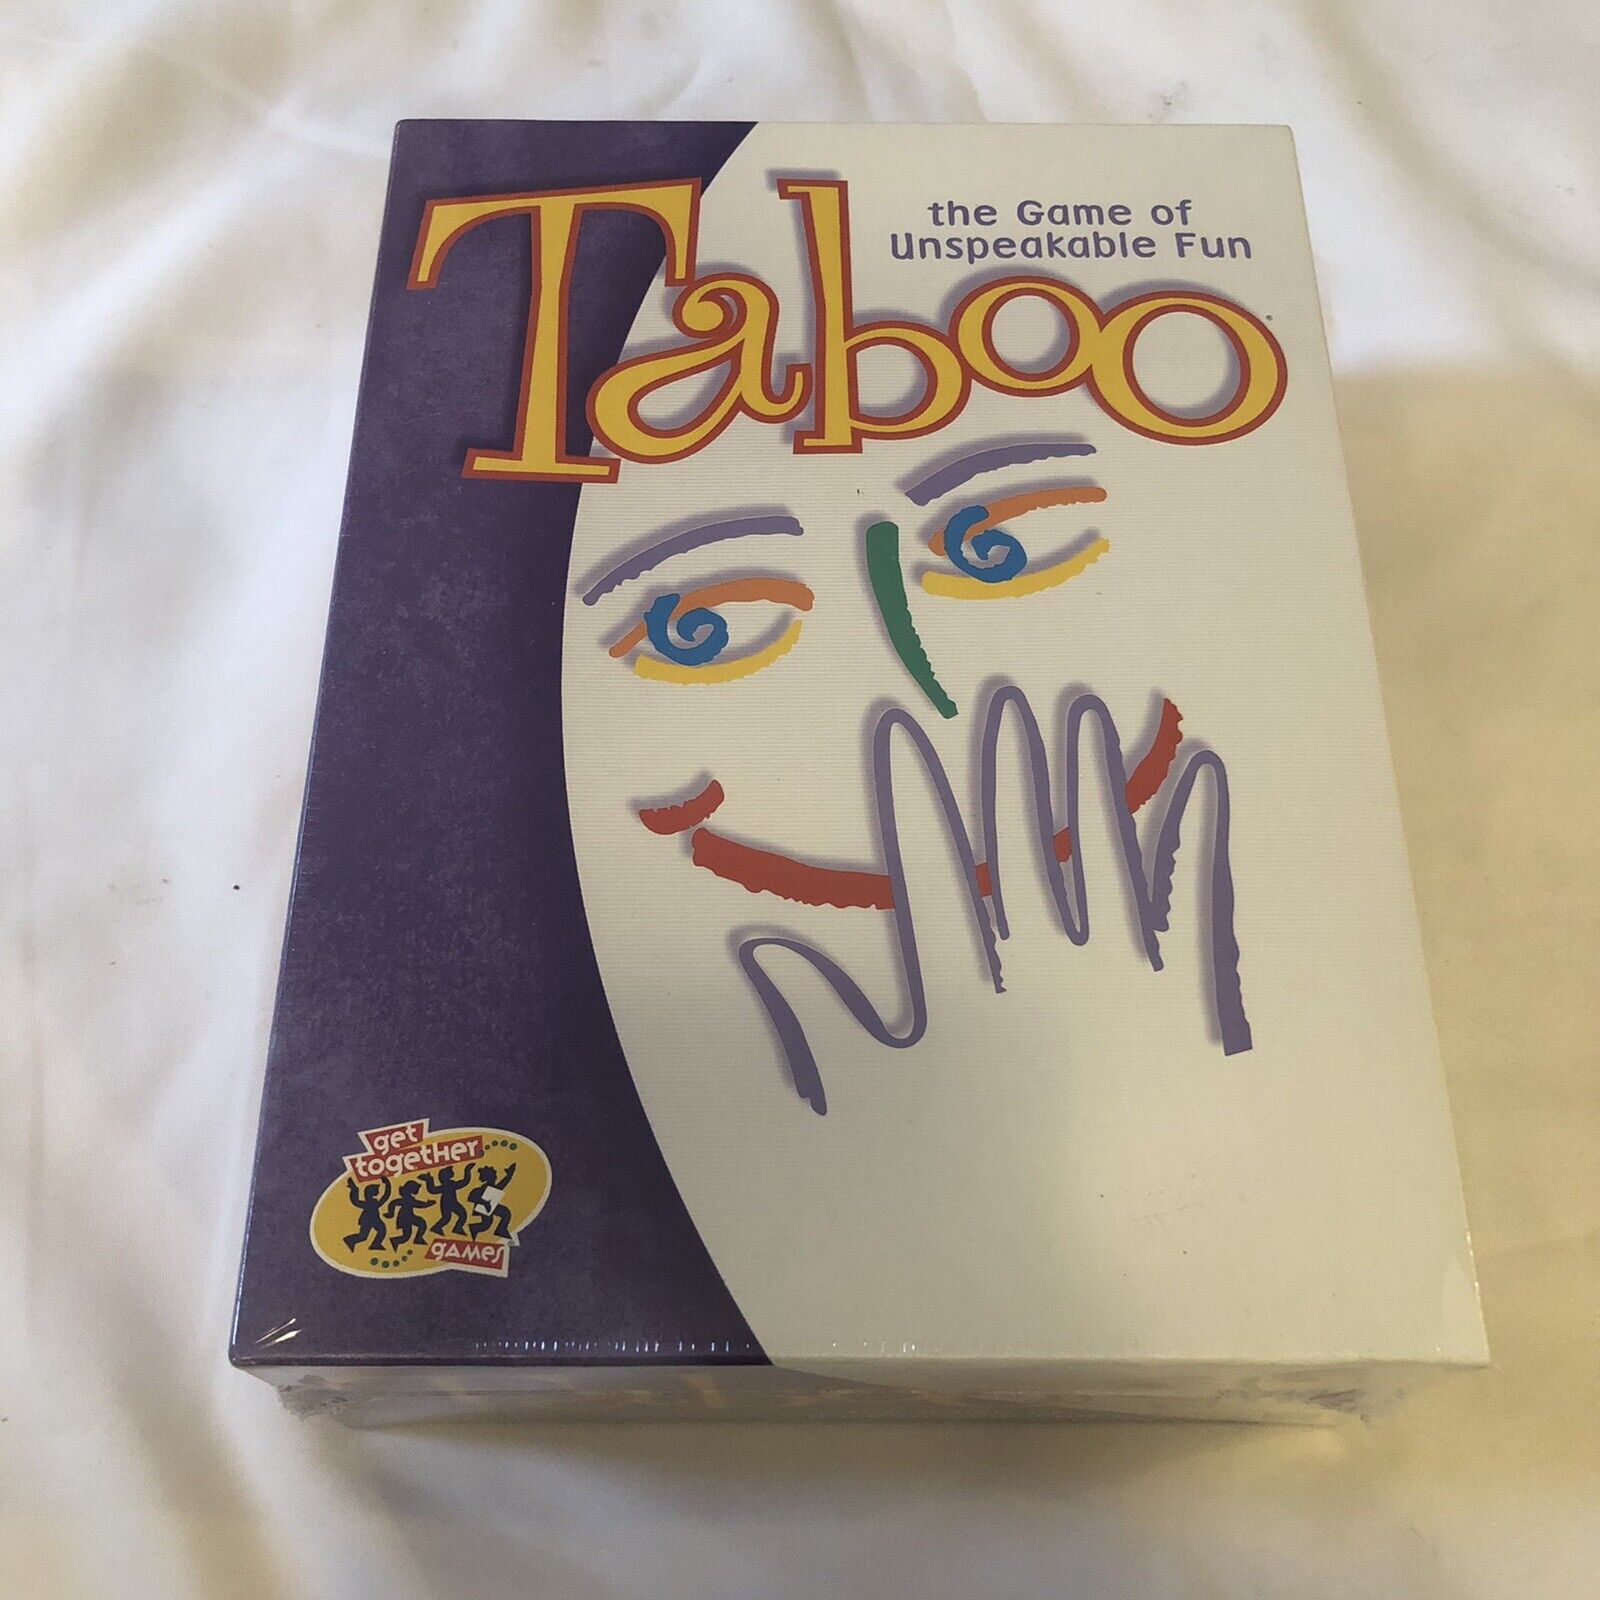 the Game of
Unspeakable Fun
Taboo
get
together
games